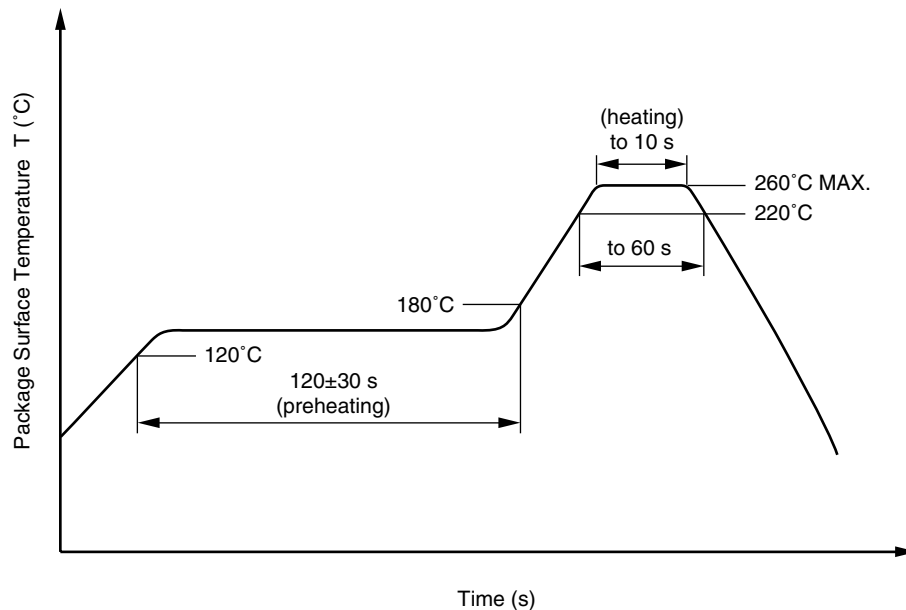 Package Surface Temperature T (˚C)
(heating)
to 10 s
260˚C MAX.
220˚C
to 60 s
180˚C
120˚C
120±30 s
(preheating)
Time (s)